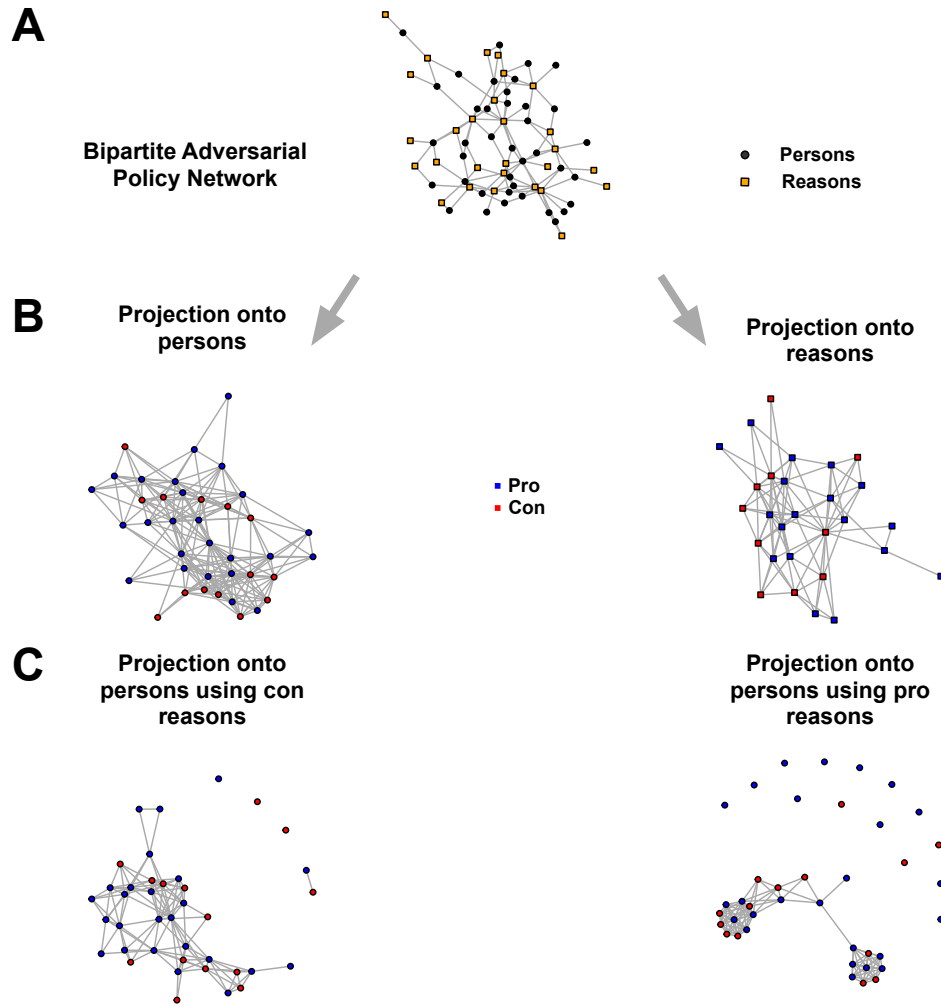 A
Bipartite Adversarial
Policy Network
Persons
Reasons
B
Projection onto
persons
Projection onto
reasons
Pro
Con
C
Projection onto
persons using con
reasons
Projection onto
persons using pro
reasons